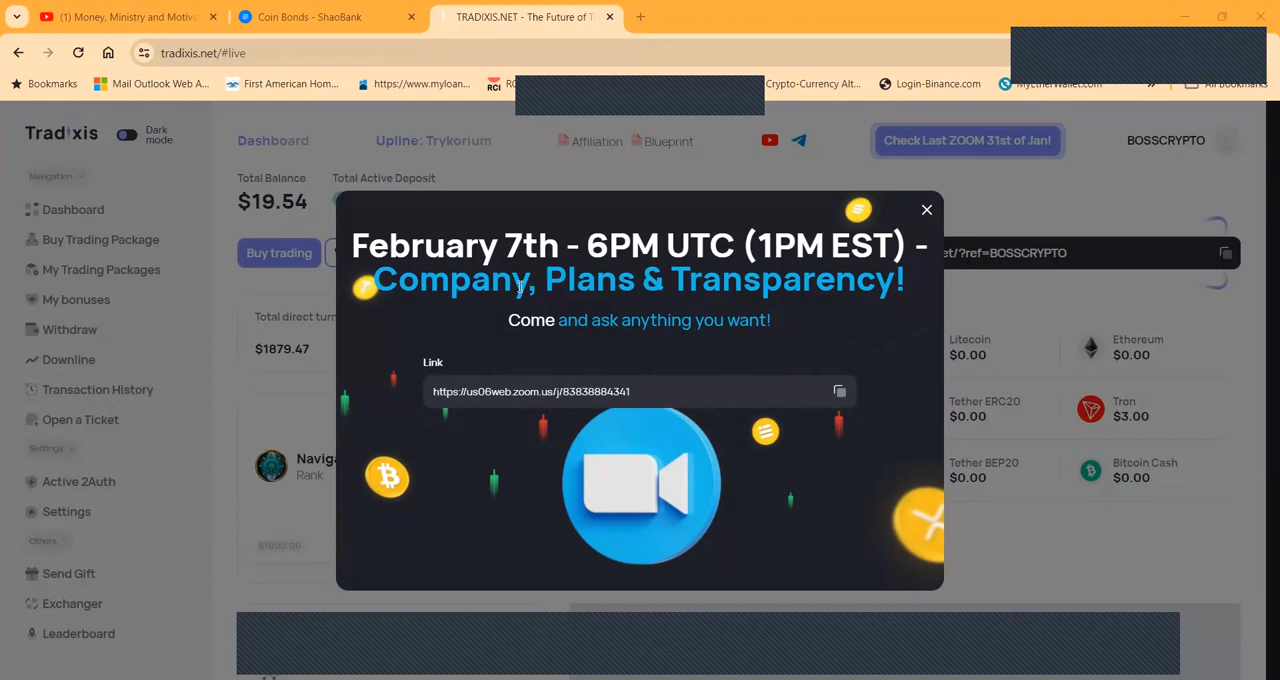 (1) Money, Ministry and Motiva
Coin Bonds - ShaoBank
TRADIXIS.NET - The Future of T
tradixis.net/#live
Bookmarks
Mail Outlook Web A...
First American Hom...
https://www.myloan...
RCI
Crypto-Currency Alt...
Login-Binance.com
MyEtherWallet.com
All Bookmarks
Tradixis
Dark mode
Dashboard
Upline: Trykorium
Affiliation
Blueprint
Check Last ZOOM 31st of Jan!
BOSSCRYPTO
Navigation
Dashboard
Buy Trading Package
My Trading Packages
My bonuses
Withdraw
Downline
Transaction History
Open a Ticket
Settings
Active 2Auth
Settings
Others
Send Gift
Exchanger
Leaderboard
Total Balance
$19.54
Total Active Deposit
Buy trading
et/?ref=BOSSCRYPTO
Total direct turn
$1879.47
Naviga
Rank
$1000.00
February 7th - 6PM UTC (1PM EST) -
Company, Plans & Transparency!
Come and ask anything you want!
Link
https://us06web.zoom.us/j/83838884341
Litecoin
$0.00
Ethereum
$0.00
Tether ERC20
$0.00
Tron
$3.00
Tether BEP20
$0.00
Bitcoin Cash
$0.00